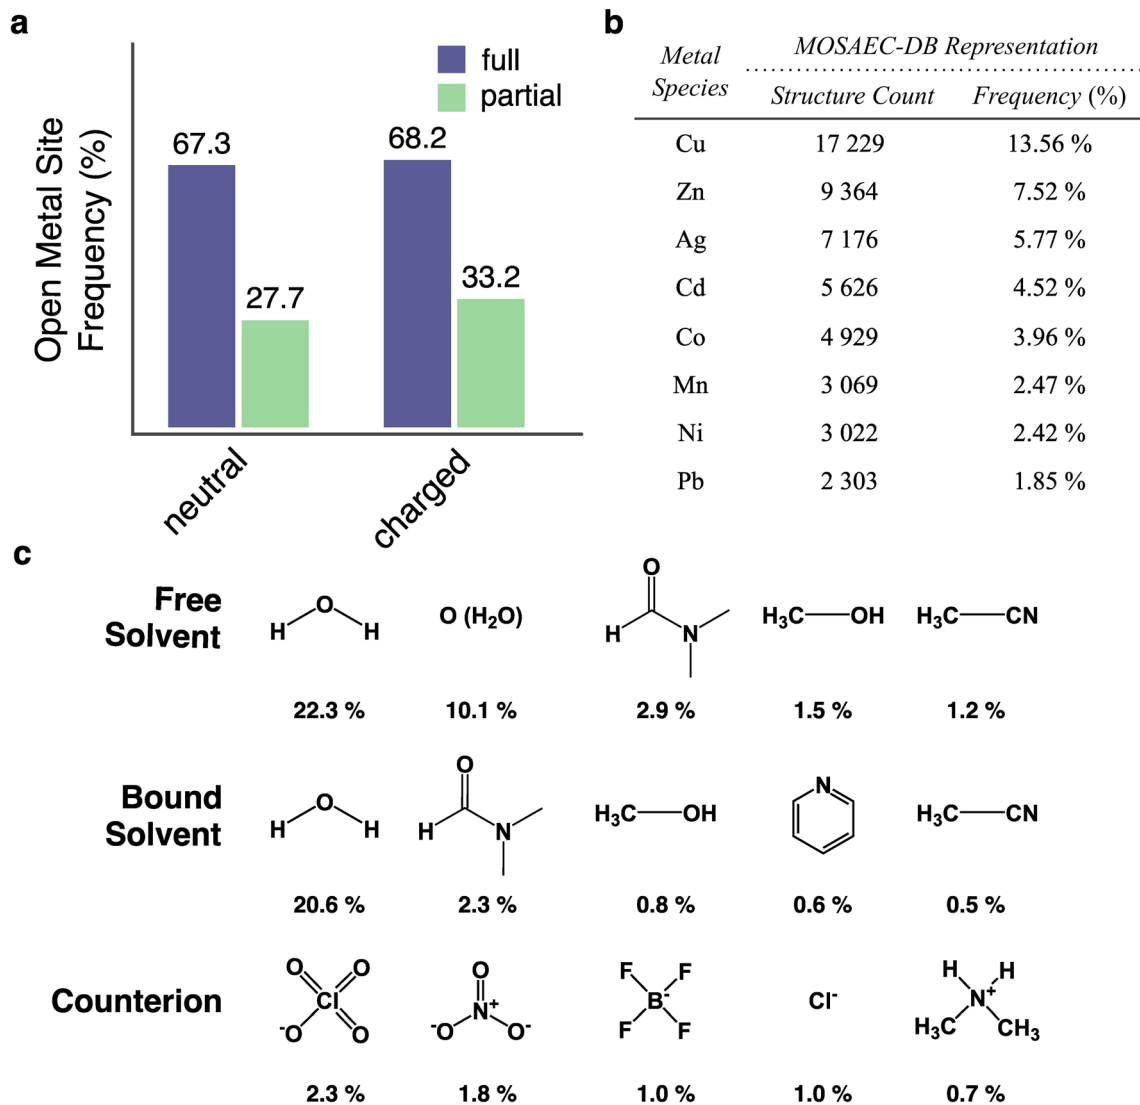 a
Open Metal Site
Frequency (%)
full
partial
67.3
27.7
68.2
33.2
neutral
charged
b
Metal
Species
MOSAEC-DB Representation
Structure Count Frequency (%)
Cu 17 229 13.56 %
Zn 9 364 7.52 %
Ag 7 176 5.77 %
Cd 5 626 4.52 %
Co 4 929 3.96 %
Mn 3 069 2.47 %
Ni 3 022 2.42 %
Pb 2 303 1.85 %
c
Free
Solvent
H O H
O (H₂O)
O H N
H₃C OH
H₃C CN
22.3 % 10.1 % 2.9 % 1.5 % 1.2 %
Bound
Solvent
H O H
O H N
H₃C OH
N
H₃C CN
20.6 % 2.3 % 0.8 % 0.6 % 0.5 %
Counterion
O O Cl ⁻O O
O N⁺ ⁻O O⁻
F F B⁻ F F
Cl⁻
H H N⁺ H₃C CH₃
2.3 % 1.8 % 1.0 % 1.0 % 0.7 %